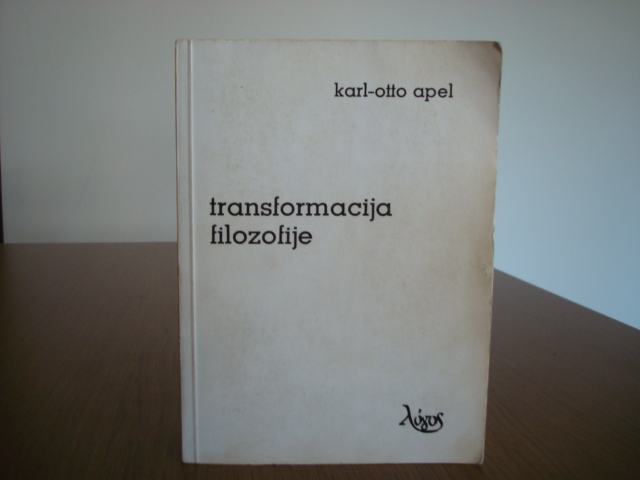 karl-otto apel
transformacija
filozofije
λόγος